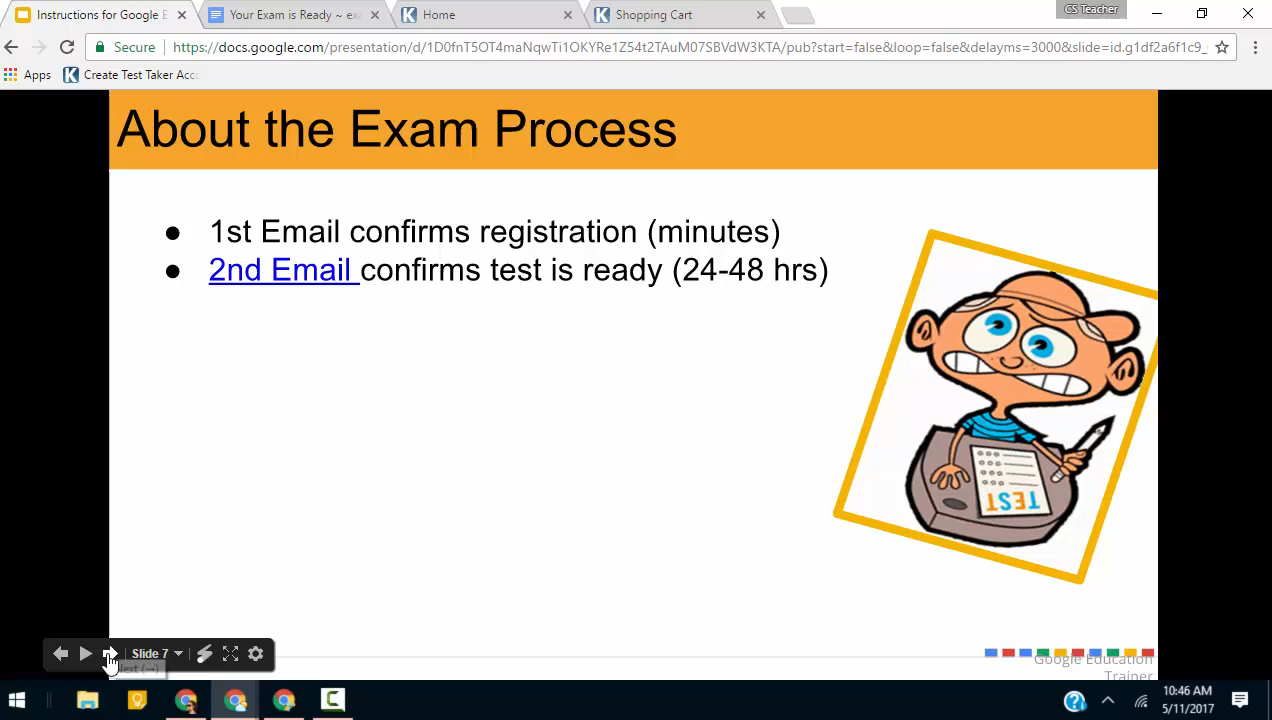 Instructions for Google E
Your Exam is Ready ~ exa
Home
Shopping Cart
CS Teacher
Secure
https://docs.google.com/presentation/d/1D0fnT5OT4maNqwTi1OKYRe1Z54t2TAuM07SBVdW3KTA/pub?start=false&loop=false&delayms=3000&slide=id.g1df2a6f1c9_
Apps
Create Test Taker Acco
About the Exam Process
● 1st Email confirms registration (minutes)
● 2nd Email confirms test is ready (24-48 hrs)
TEST
Slide 7
Next (→)
Google Education
Trainer
10:46 AM
5/11/2017